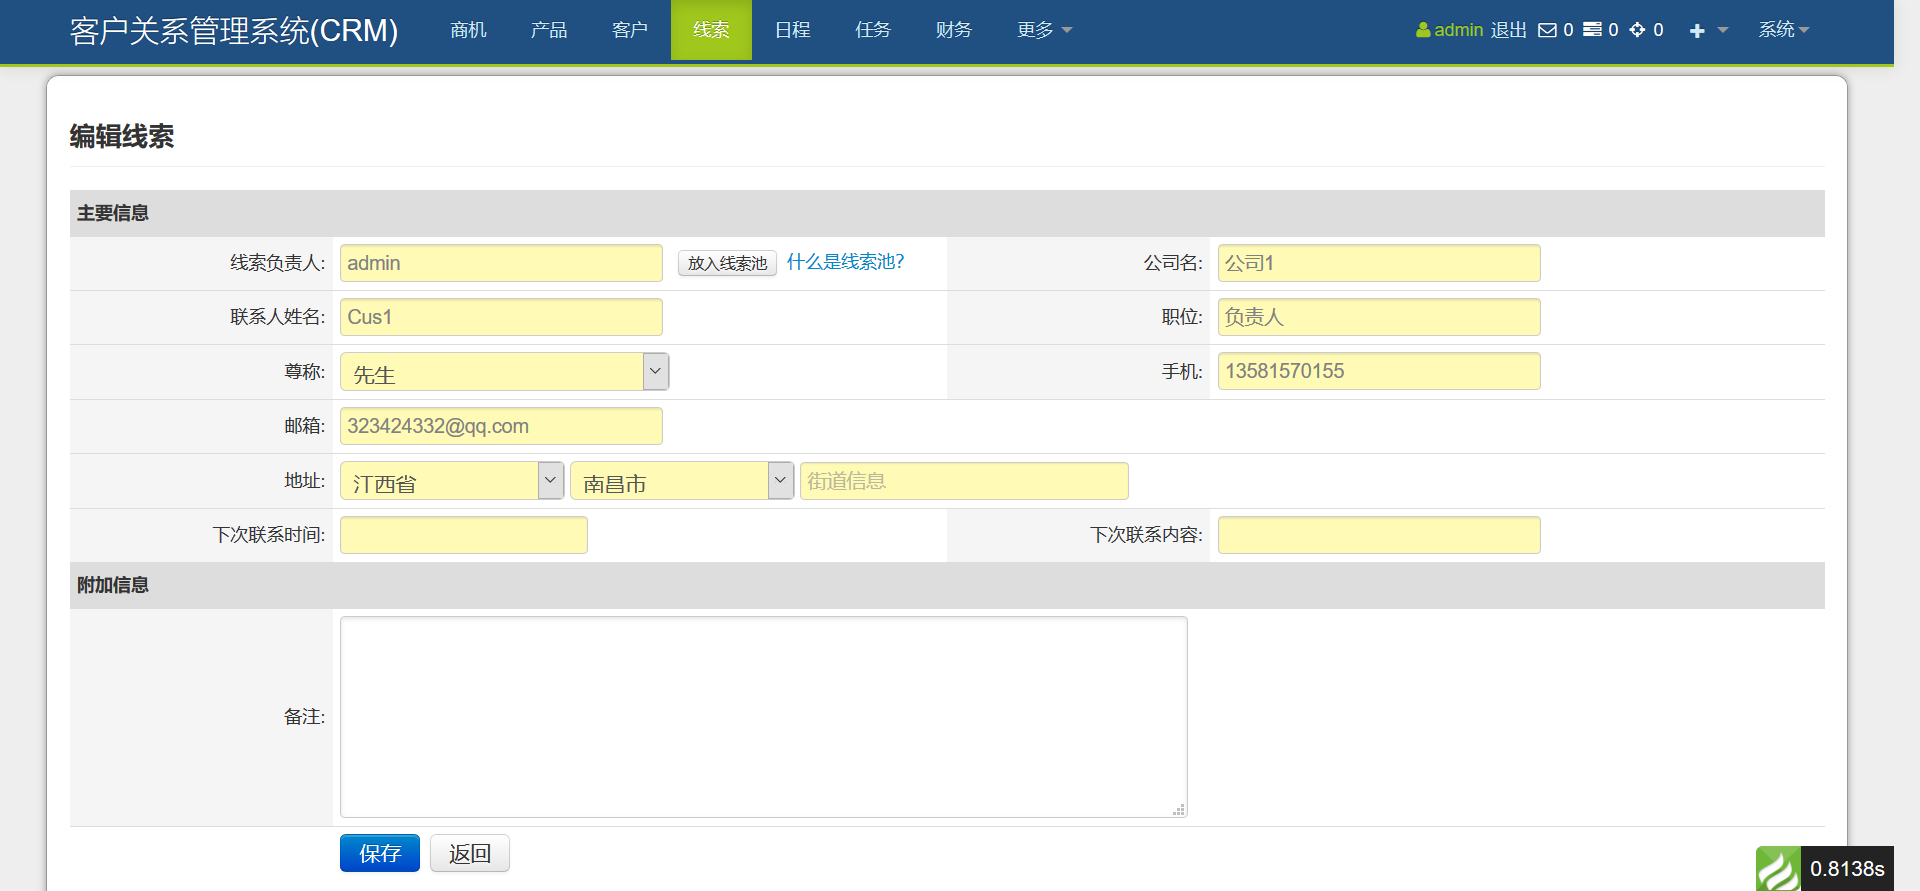 客户关系管理系统(CRM) 商机 产品 客户 线索 日程 任务 财务 更多 admin 退出 0 0 0 系统
编辑线索
主要信息
线索负责人: admin 放入线索池 什么是线索池? 公司名: 公司1
联系人姓名: Cus1 职位: 负责人
尊称: 先生 手机: 13581570155
邮箱: 323424332@qq.com
地址: 江西省 南昌市 街道信息
下次联系时间: 下次联系内容:
附加信息
备注:
保存 返回
0.8138s